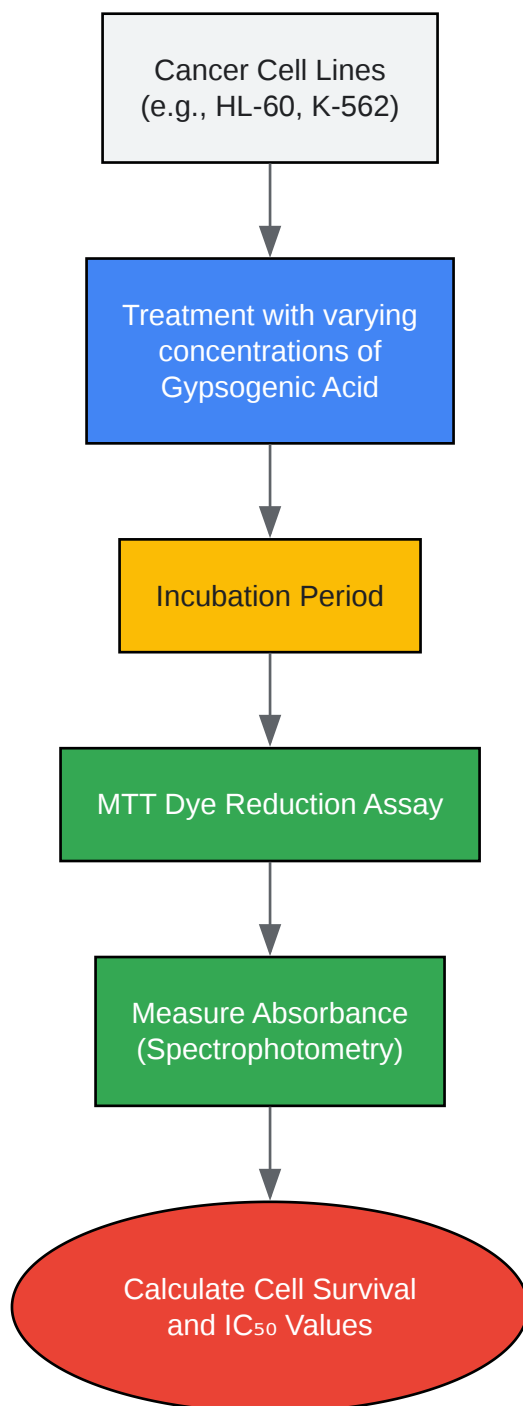 Cancer Cell Lines
(e.g., HL-60, K-562)
Treatment with varying
concentrations of
Gypsogenic Acid
Incubation Period
MTT Dye Reduction Assay
Measure Absorbance
(Spectrophotometry)
Calculate Cell Survival
and IC₅₀ Values